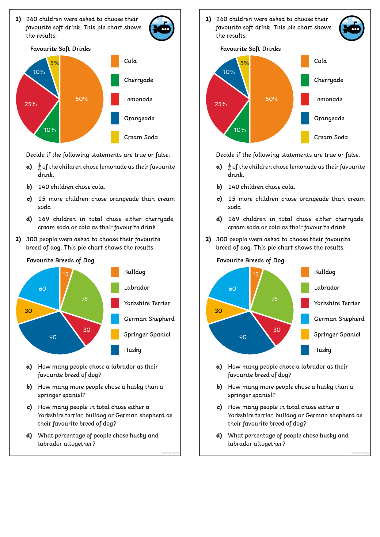 1) 260 children were asked to choose their
favourite soft drink. This pie chart shows
the results.
Favourite Soft Drinks
5%
10%
50%
25%
10%
Cola
Cherryade
Lemonade
Orangeade
Cream Soda
Decide if the following statements are true or false.
a) of the children chose lemonade as their favourite
drink.
b) 140 children chose cola.
c) 15 more children chose orangeade than cream
soda.
d) 169 children in total chose either cherryade,
cream soda or cola as their favourite drink
2) 300 people were asked to choose their favourite
breed of dog. This pie chart shows the results.
Favourite Breeds of Dog
15
60
75
30
30
90
Bulldog
Labrador
Yorkshire Terrier
German Shepherd
Springer Spaniel
Husky
a) How many people chose a labrador as their
favourite breed of dog?
b) How many more people chose a husky than a
springer spaniel?
c) How many people in total chose either a
Yorkshire terrier, bulldog or German shepherd as
their favourite breed of dog?
d) What percentage of people chose husky and
labrador altogether?
1) 260 children were asked to choose their
favourite soft drink. This pie chart shows
the results.
Favourite Soft Drinks
5%
10%
50%
25%
10%
Cola
Cherryade
Lemonade
Orangeade
Cream Soda
Decide if the following statements are true or false.
a) of the children chose lemonade as their favourite
drink.
b) 140 children chose cola.
c) 15 more children chose orangeade than cream
soda.
d) 169 children in total chose either cherryade,
cream soda or cola as their favourite drink
2) 300 people were asked to choose their favourite
breed of dog. This pie chart shows the results.
Favourite Breeds of Dog
15
60
75
30
30
90
Bulldog
Labrador
Yorkshire Terrier
German Shepherd
Springer Spaniel
Husky
a) How many people chose a labrador as their
favourite breed of dog?
b) How many more people chose a husky than a
springer spaniel?
c) How many people in total chose either a
Yorkshire terrier, bulldog or German shepherd as
their favourite breed of dog?
d) What percentage of people chose husky and
labrador altogether?